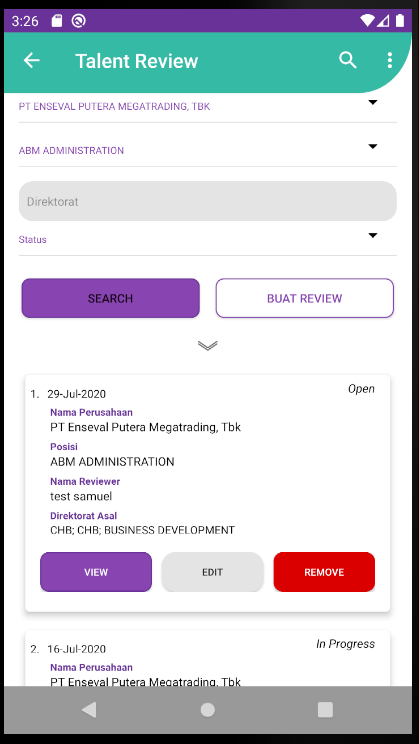 3:26
Talent Review
PT ENSEVAL PUTERA MEGATRADING, TBK
ABM ADMINISTRATION
Direktorat
Status
SEARCH
BUAT REVIEW
1. 29-Jul-2020
Open
Nama Perusahaan
PT Enseval Putera Megatrading, Tbk
Posisi
ABM ADMINISTRATION
Nama Reviewer
test samuel
Direktorat Asal
CHB; CHB; BUSINESS DEVELOPMENT
VIEW
EDIT
REMOVE
2. 16-Jul-2020
In Progress
Nama Perusahaan
PT Enseval Putera Megatrading, Tbk